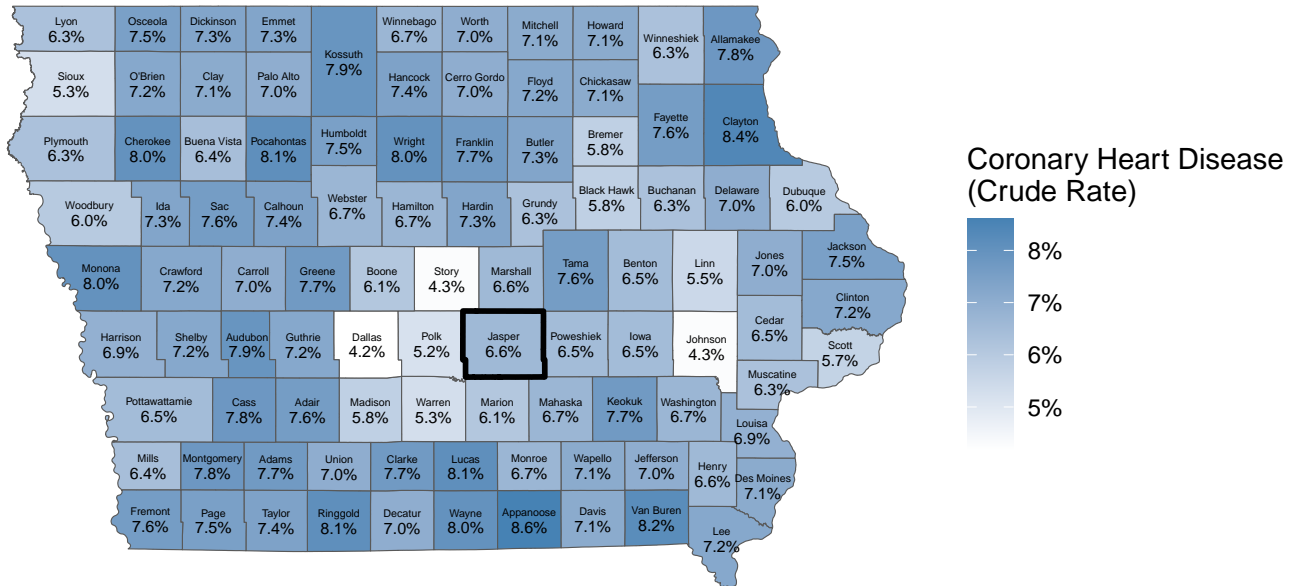 Lyon
6.3%
Osceola
7.5%
Dickinson
7.3%
Emmet
7.3%
Kossuth
7.9%
Winnebago
6.7%
Worth
7.0%
Mitchell
7.1%
Howard
7.1%
Winneshiek
6.3%
Allamakee
7.8%
Sioux
5.3%
O'Brien
7.2%
Clay
7.1%
Palo Alto
7.0%
Hancock
7.4%
Cerro Gordo
7.0%
Floyd
7.2%
Chickasaw
7.1%
Fayette
7.6%
Clayton
8.4%
Plymouth
6.3%
Cherokee
8.0%
Buena Vista
6.4%
Pocahontas
8.1%
Humboldt
7.5%
Wright
8.0%
Franklin
7.7%
Butler
7.3%
Bremer
5.8%
Woodbury
6.0%
Ida
7.3%
Sac
7.6%
Calhoun
7.4%
Webster
6.7%
Hamilton
6.7%
Hardin
7.3%
Grundy
6.3%
Black Hawk
5.8%
Buchanan
6.3%
Delaware
7.0%
Dubuque
6.0%
Monona
8.0%
Crawford
7.2%
Carroll
7.0%
Greene
7.7%
Boone
6.1%
Story
4.3%
Marshall
6.6%
Tama
7.6%
Benton
6.5%
Linn
5.5%
Jones
7.0%
Jackson
7.5%
Clinton
7.2%
Harrison
6.9%
Shelby
7.2%
Audubon
7.9%
Guthrie
7.2%
Dallas
4.2%
Polk
5.2%
Jasper
6.6%
Poweshiek
6.5%
Iowa
6.5%
Johnson
4.3%
Cedar
6.5%
Scott
5.7%
Muscatine
6.3%
Pottawattamie
6.5%
Cass
7.8%
Adair
7.6%
Madison
5.8%
Warren
5.3%
Marion
6.1%
Mahaska
6.7%
Keokuk
7.7%
Washington
6.7%
Louisa
6.9%
Mills
6.4%
Montgomery
7.8%
Adams
7.7%
Union
7.0%
Clarke
7.7%
Lucas
8.1%
Monroe
6.7%
Wapello
7.1%
Jefferson
7.0%
Henry
6.6%
Des Moines
7.1%
Fremont
7.6%
Page
7.5%
Taylor
7.4%
Ringgold
8.1%
Decatur
7.0%
Wayne
8.0%
Appanoose
8.6%
Davis
7.1%
Van Buren
8.2%
Lee
7.2%
Coronary Heart Disease
(Crude Rate)
8%
7%
6%
5%